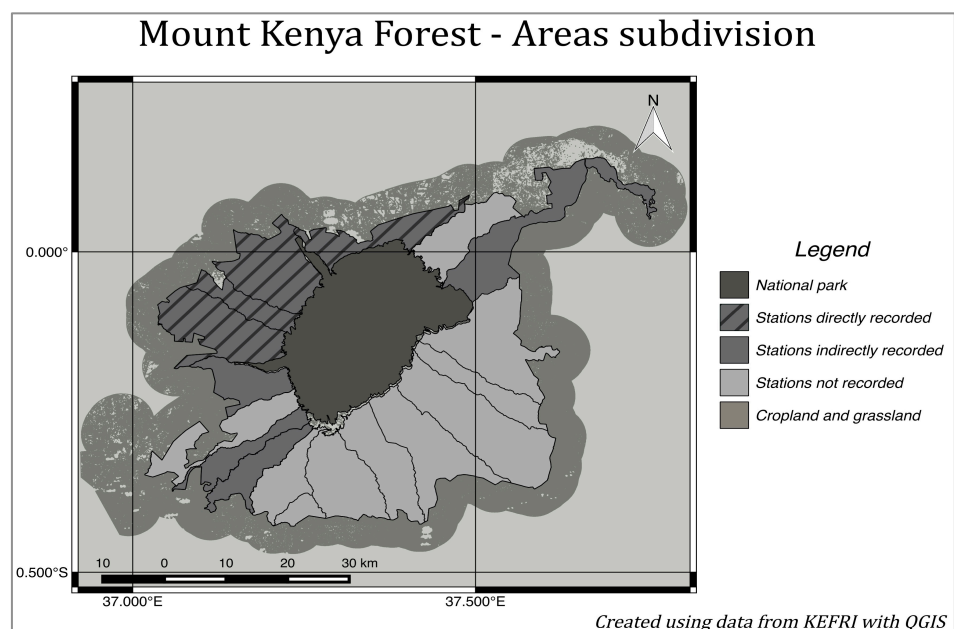 Mount Kenya Forest - Areas subdivision
N
0.000°
Legend
National park
Stations directly recorded
Stations indirectly recorded
Stations not recorded
Cropland and grassland
10 0 10 20 30 km
0.500°S
37.000°E 37.500°E
Created using data from KEFRI with QGIS